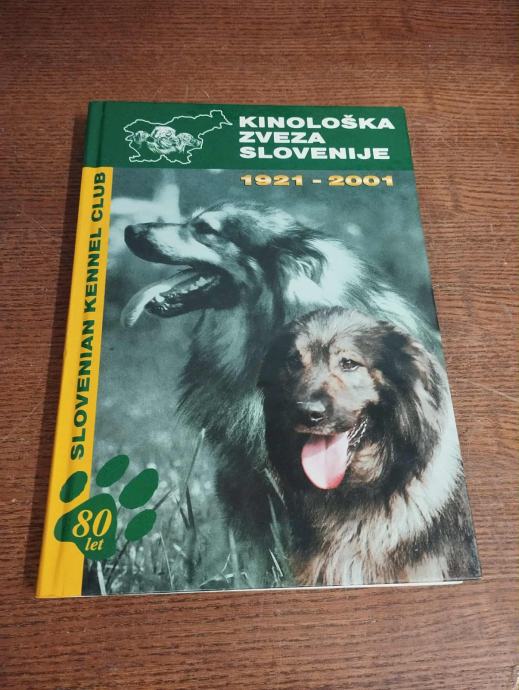 KINOLOŠKA
ZVEZA
SLOVENIJE
1921 - 2001
SLOVENIAN KENNEL CLUB
80
let